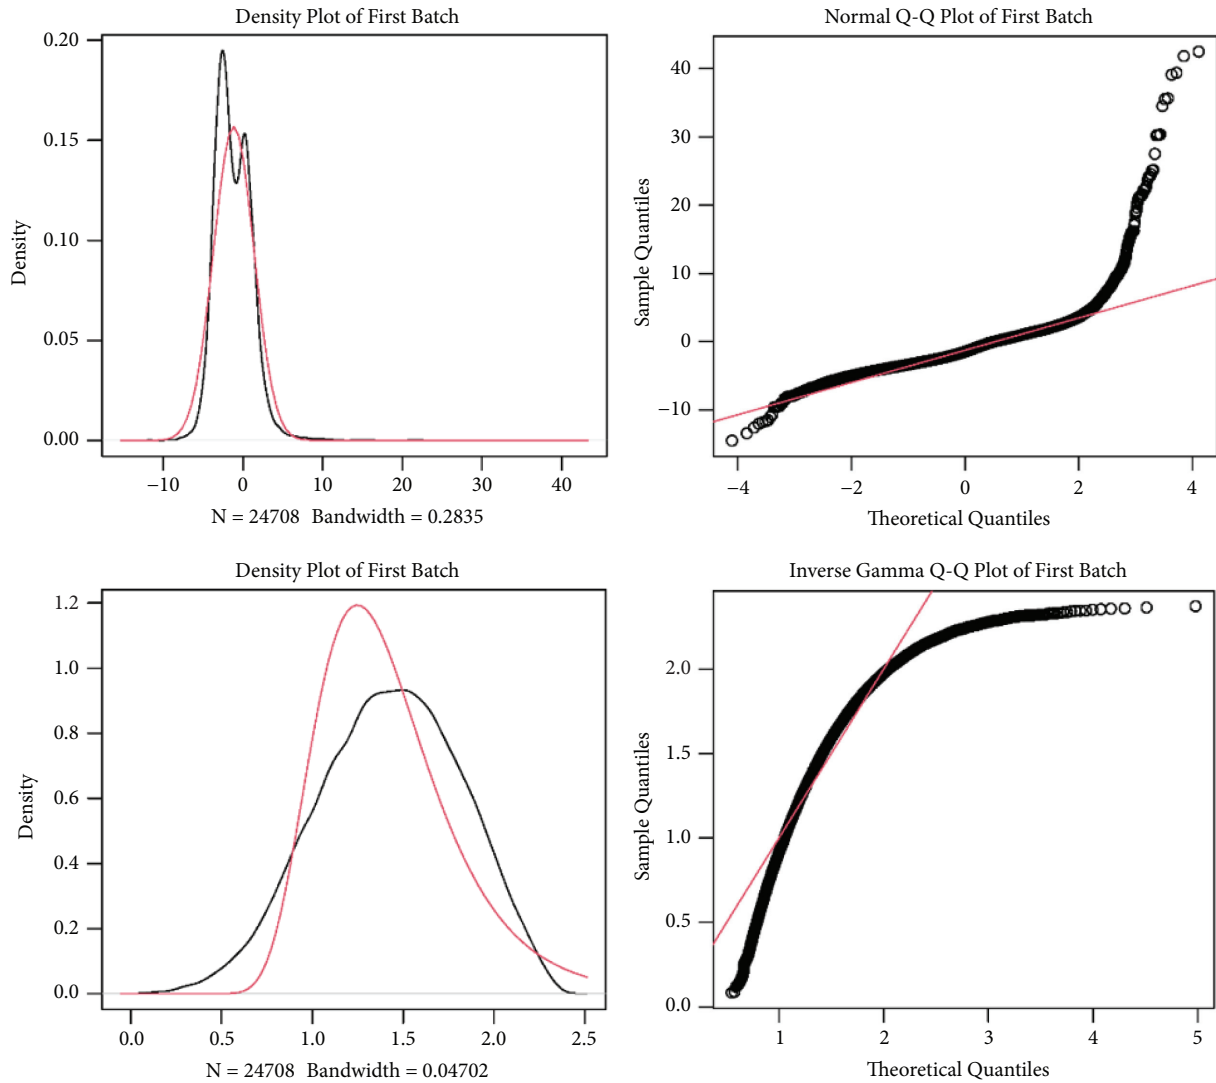 Density Plot of First Batch
0.20
0.15
0.10
0.05
0.00
Density
−10 0 10 20 30 40
N = 24708 Bandwidth = 0.2835
Normal Q-Q Plot of First Batch
40
30
20
10
0
−10
Sample Quantiles
−4 −2 0 2 4
Theoretical Quantiles
Density Plot of First Batch
1.2
1.0
0.8
0.6
0.4
0.2
0.0
Density
0.0 0.5 1.0 1.5 2.0 2.5
N = 24708 Bandwidth = 0.04702
Inverse Gamma Q-Q Plot of First Batch
2.0
1.5
1.0
0.5
0.0
Sample Quantiles
1 2 3 4 5
Theoretical Quantiles